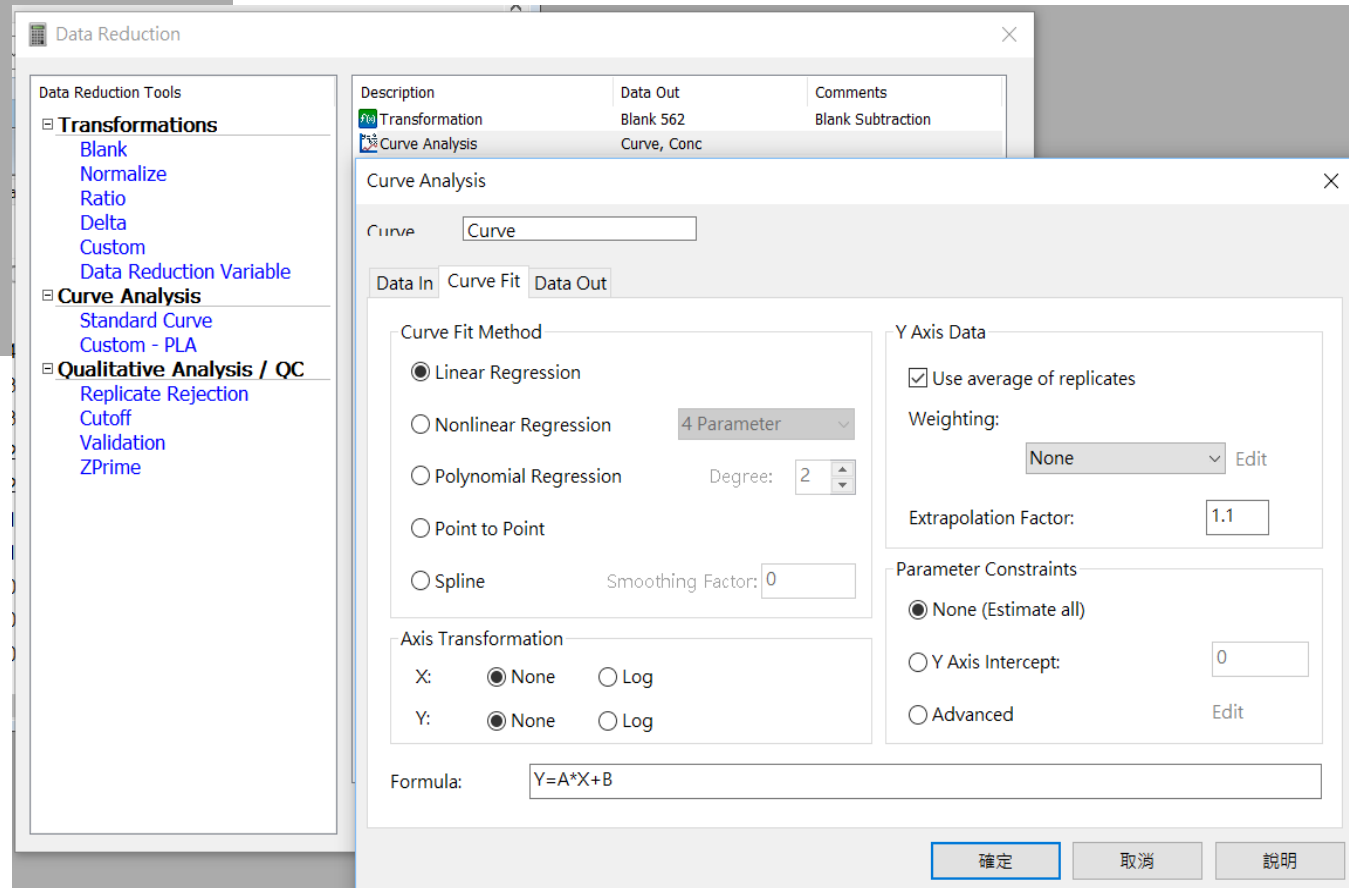 Data Reduction
Data Reduction Tools
Transformations
Blank
Normalize
Ratio
Delta
Custom
Data Reduction Variable
Curve Analysis
Standard Curve
Custom - PLA
Qualitative Analysis / QC
Replicate Rejection
Cutoff
Validation
ZPrime
Description Data Out Comments
Transformation Blank 562 Blank Subtraction
Curve Analysis Curve, Conc
Curve Analysis
Curve Curve
Data In Curve Fit Data Out
Curve Fit Method
Linear Regression
Nonlinear Regression 4 Parameter
Polynomial Regression Degree: 2
Point to Point
Spline Smoothing Factor: 0
Axis Transformation
X: None Log
Y: None Log
Y Axis Data
Use average of replicates
Weighting:
None Edit
Extrapolation Factor: 1.1
Parameter Constraints
None (Estimate all)
Y Axis Intercept: 0
Advanced Edit
Formula: Y=A*X+B
確定 取消 說明